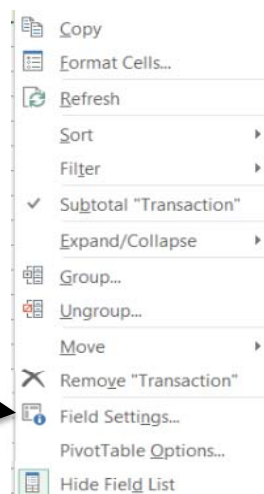 Copy
Format Cells...
Refresh
Sort
Filter
Subtotal "Transaction"
Expand/Collapse
Group...
Ungroup...
Move
Remove "Transaction"
Field Settings...
PivotTable Options...
Hide Field List